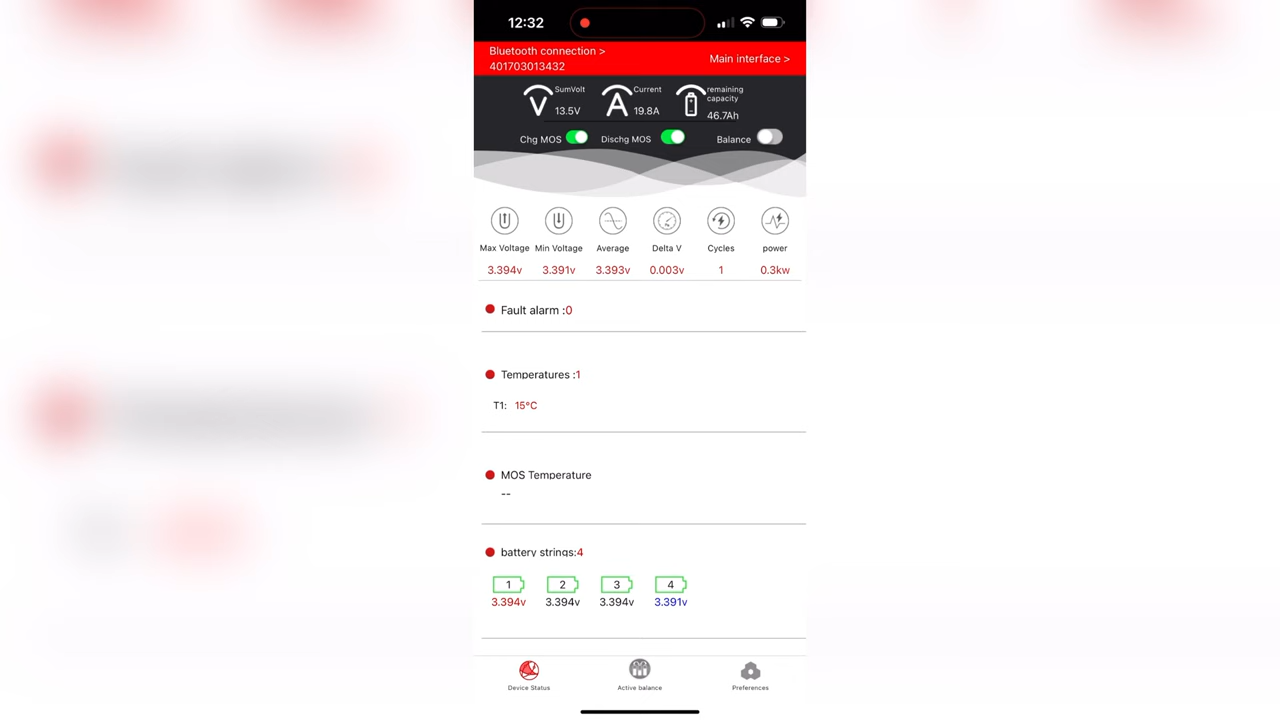 12:32
Bluetooth connection >
401703013432
Main interface >
SumVolt
13.5V
Current
19.8A
remaining
capacity
46.7Ah
Chg MOS
Dischg MOS
Balance
Max Voltage
Min Voltage
Average
Delta V
Cycles
power
3.394v
3.391v
3.393v
0.003v
1
0.3kw
Fault alarm :0
Temperatures :1
T1: 15°C
MOS Temperature
--
battery strings:4
1
2
3
4
3.394v
3.394v
3.394v
3.391v
Device Status
Active balance
Preferences